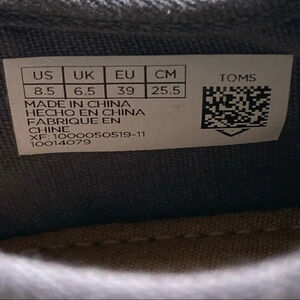 US UK EU CM
8.5 6.5 39 25.5
TOMS
MADE IN CHINA
HECHO EN CHINA
FABRIQUE EN
CHINE
XF: 1000050519-11
10014079